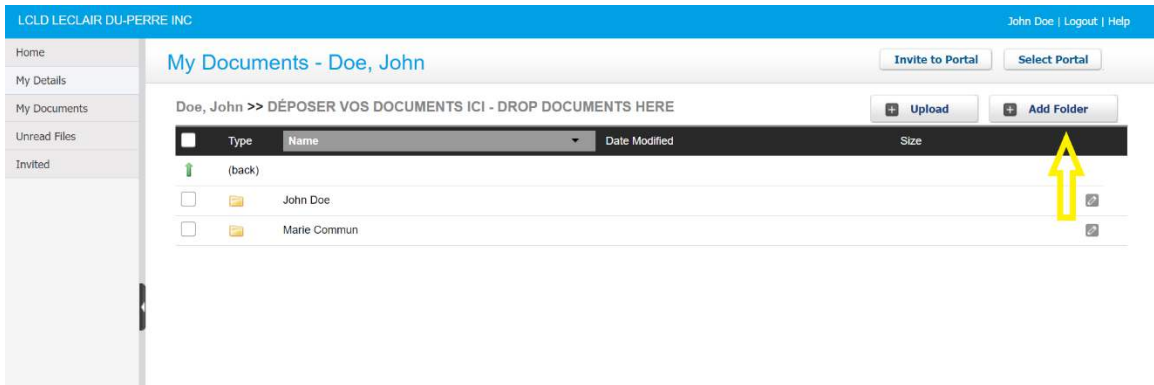 LCLD LECLAIR DU-PERRE INC
John Doe | Logout | Help
Home
My Details
My Documents
Unread Files
Invited
My Documents - Doe, John
Invite to Portal
Select Portal
Doe, John >> DÉPOSER VOS DOCUMENTS ICI - DROP DOCUMENTS HERE
Upload
Add Folder
Type Name Date Modified Size
(back)
John Doe
Marie Commun